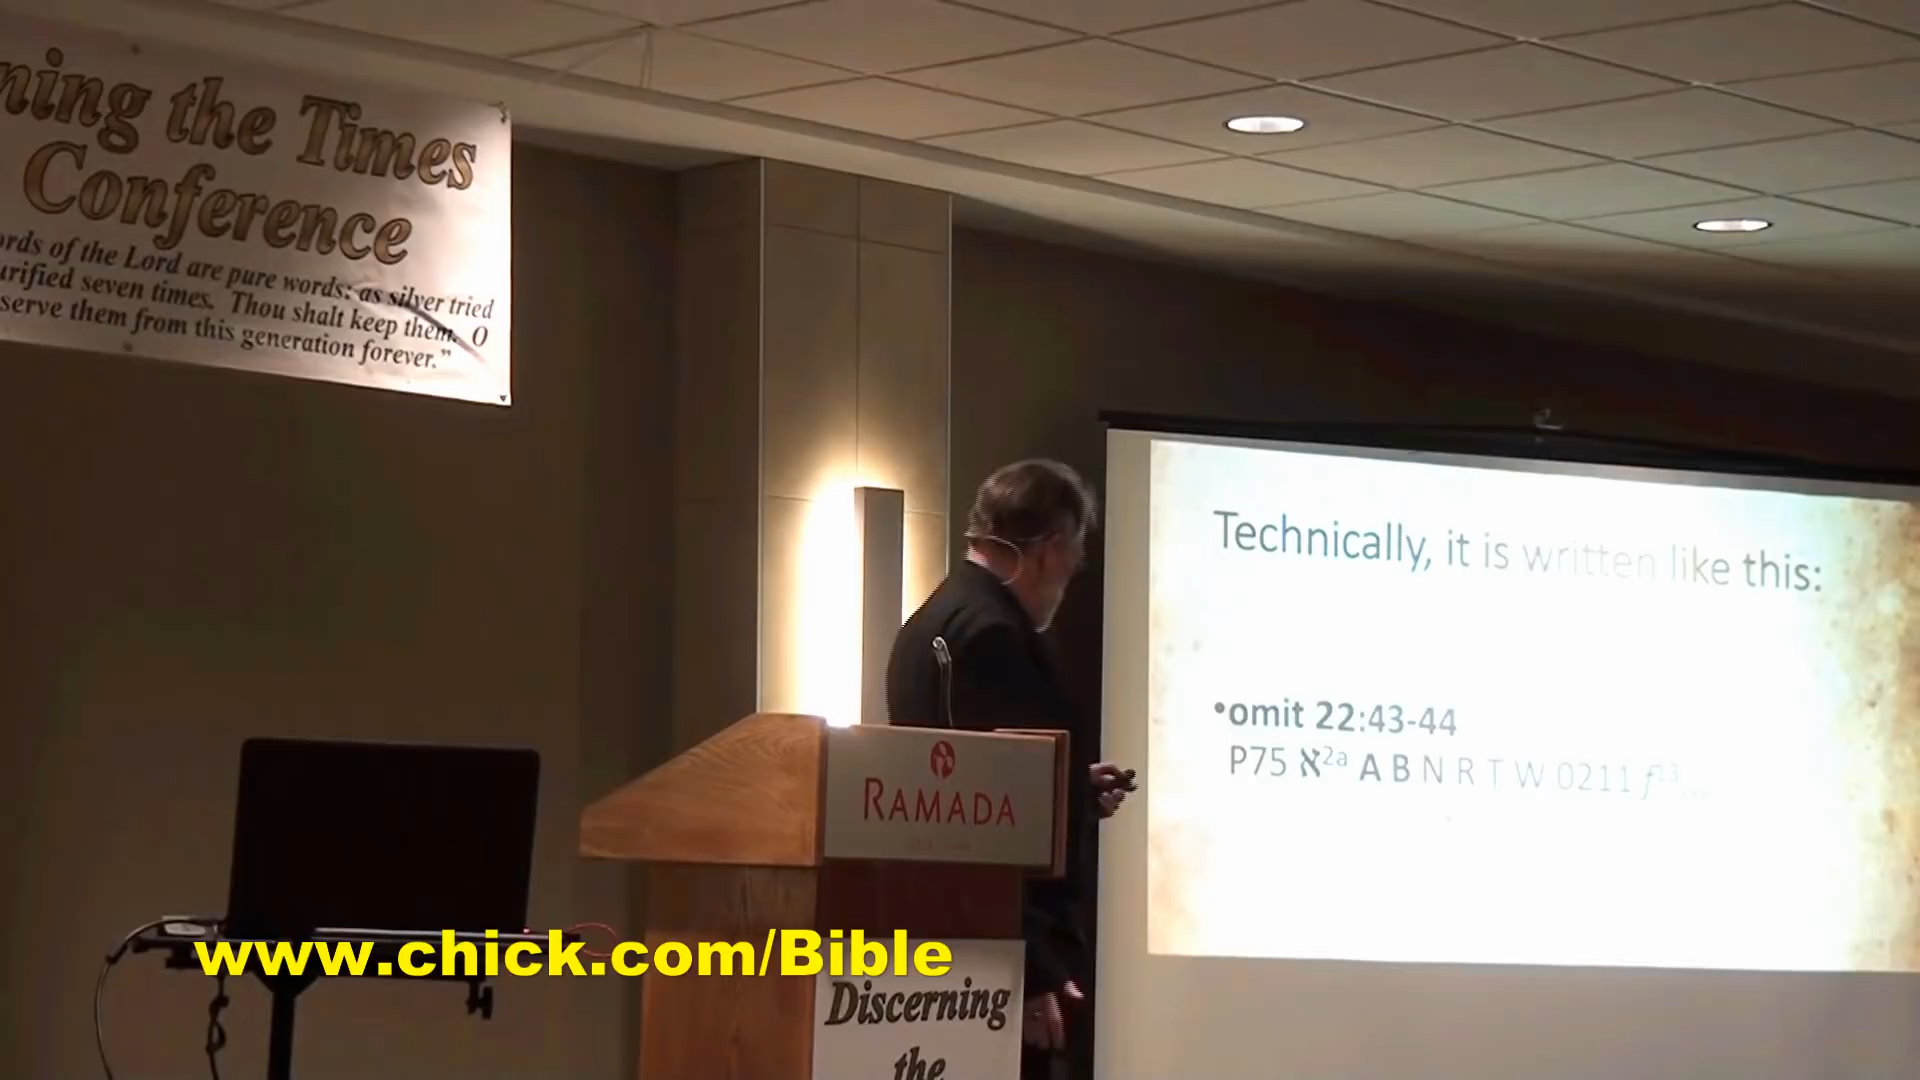 ning the Times
Conference
ords of the Lord are pure words: as silver tried
urified seven times. Thou shalt keep them, O
serve them from this generation forever."
Technically, it is written like this:
•omit 22:43-44
P75 ℵ²ᵃ A B N R T W 0211 f¹³...
RAMADA
www.chick.com/Bible
Discerning
the